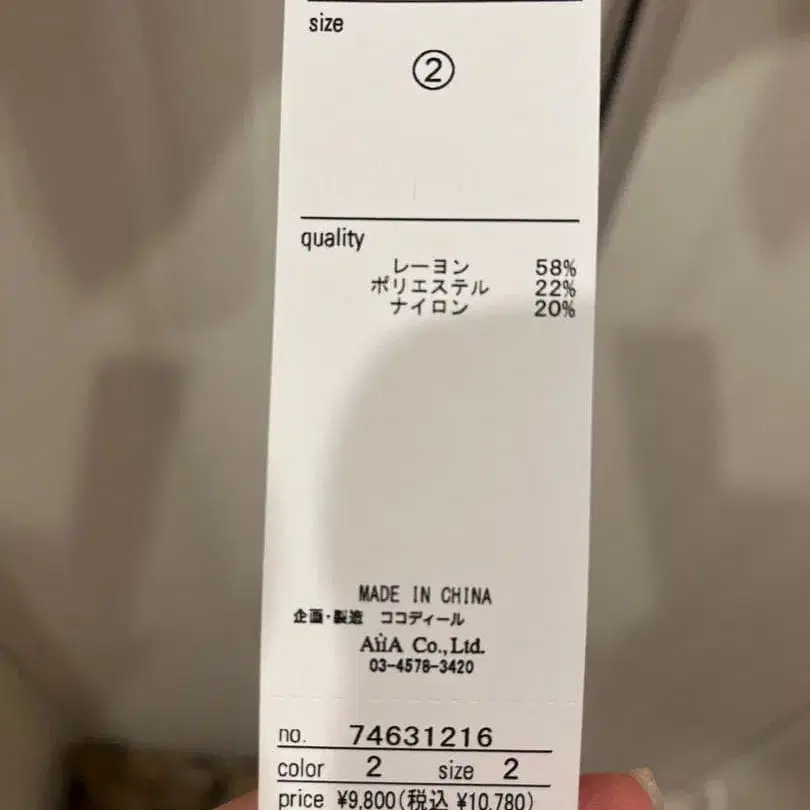 size
②
quality
レーヨン 58%
ポリエステル 22%
ナイロン 20%
MADE IN CHINA
企画・製造 ココディール
AüA Co.,Ltd.
03-4578-3420
no. 74631216
color 2 size 2
price ¥9,800(税込 ¥10,780)